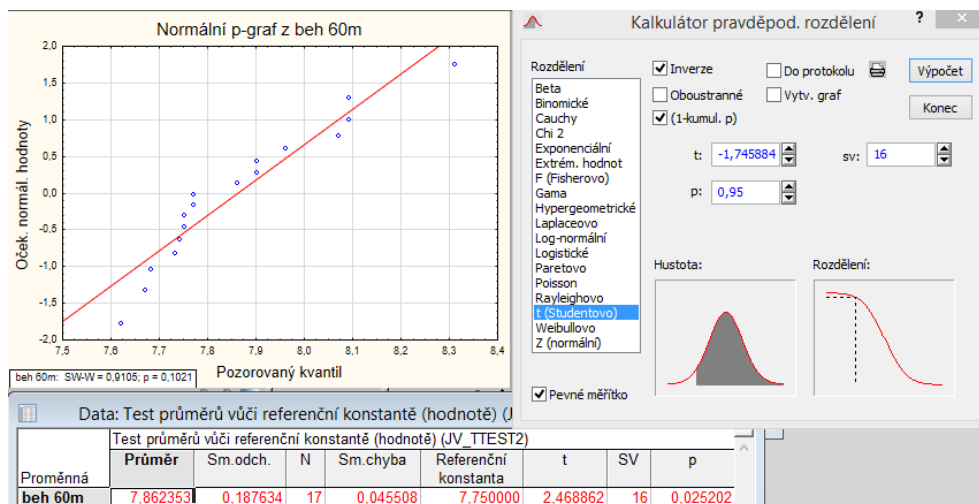 Normální p-graf z beh 60m
2,0
1,5
1,0
0,5
0,0
-0,5
-1,0
-1,5
-2,0
Oček. normál. hodnoty
7,5 7,6 7,7 7,8 7,9 8,0 8,1 8,2 8,3 8,4
Pozorovaný kvantil
beh 60m: SW-W = 0,9105; p = 0,1021
Kalkulátor pravděpod. rozdělení ? ×
Rozdělení
Beta
Binomické
Cauchy
Chi 2
Exponenciální
Extrém. hodnot
F (Fisherovo)
Gama
Hypergeometrické
Laplaceovo
Log-normální
Logistické
Paretovo
Poisson
Rayleighovo
t (Studentovo)
Weibullovo
Z (normální)
Pevné měřítko
Inverze Do protokolu Výpočet
Oboustranné Vytv. graf
(1-kumul. p) Konec
t: -1,745884 sv: 16
p: 0,95
Hustota: Rozdělení:
Data: Test průměrů vůči referenční konstantě (hodnotě) (J
Test průměrů vůči referenční konstantě (hodnotě) (JV_TTEST2)
Proměnná Průměr Sm.odch. N Sm.chyba Referenční konstanta t SV p
beh 60m 7,862353 0,187634 17 0,045508 7,750000 2,468862 16 0,025202